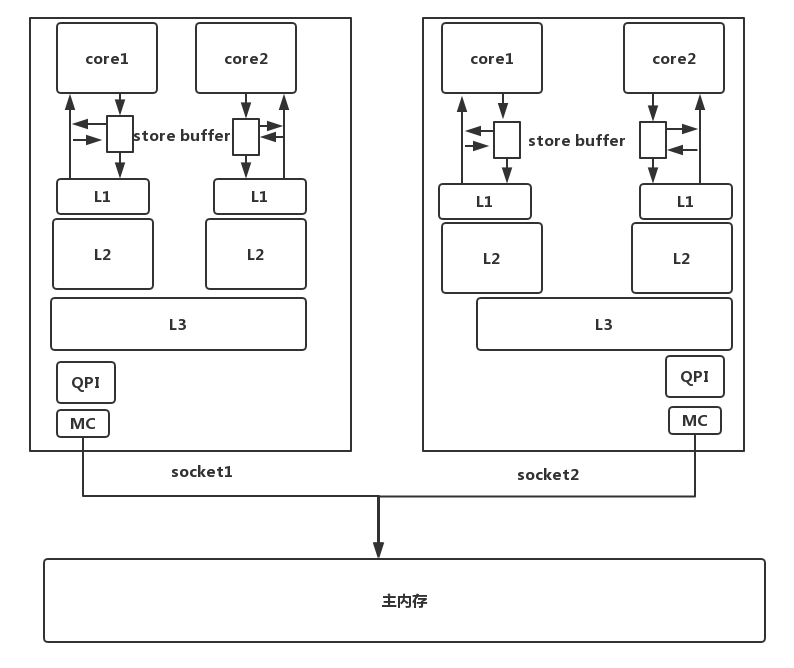 core1
core2
store buffer
L1
L1
L2
L2
L3
QPI
MC
socket1
core1
core2
store buffer
L1
L1
L2
L2
L3
QPI
MC
socket2
主内存